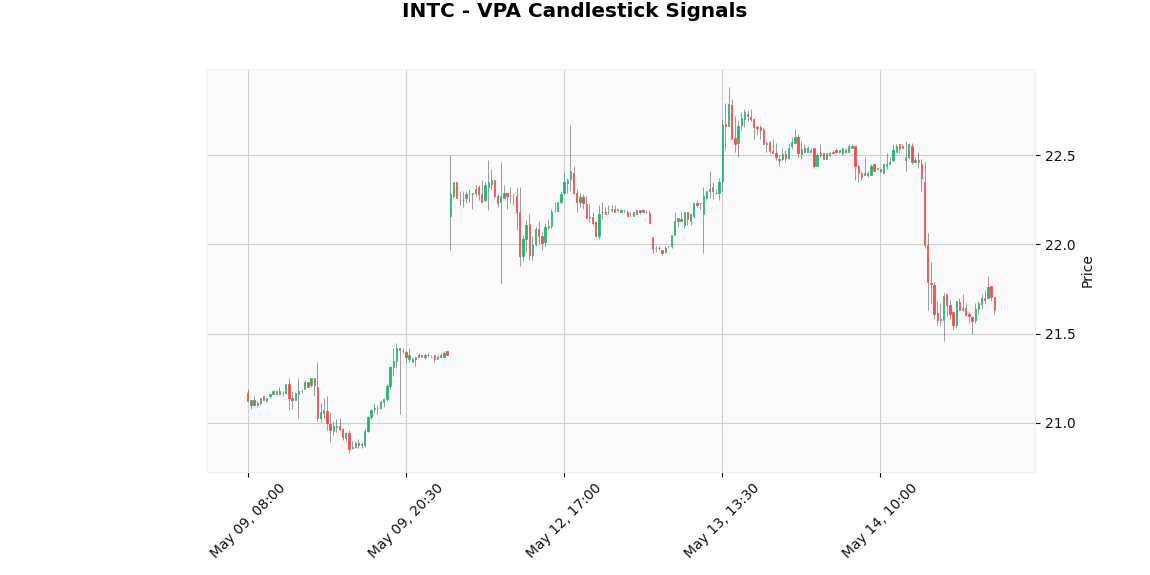 INTC - VPA Candlestick Signals
22.5
22.0
21.5
21.0
Price
May 09, 08:00
May 09, 20:30
May 12, 17:00
May 13, 13:30
May 14, 10:00